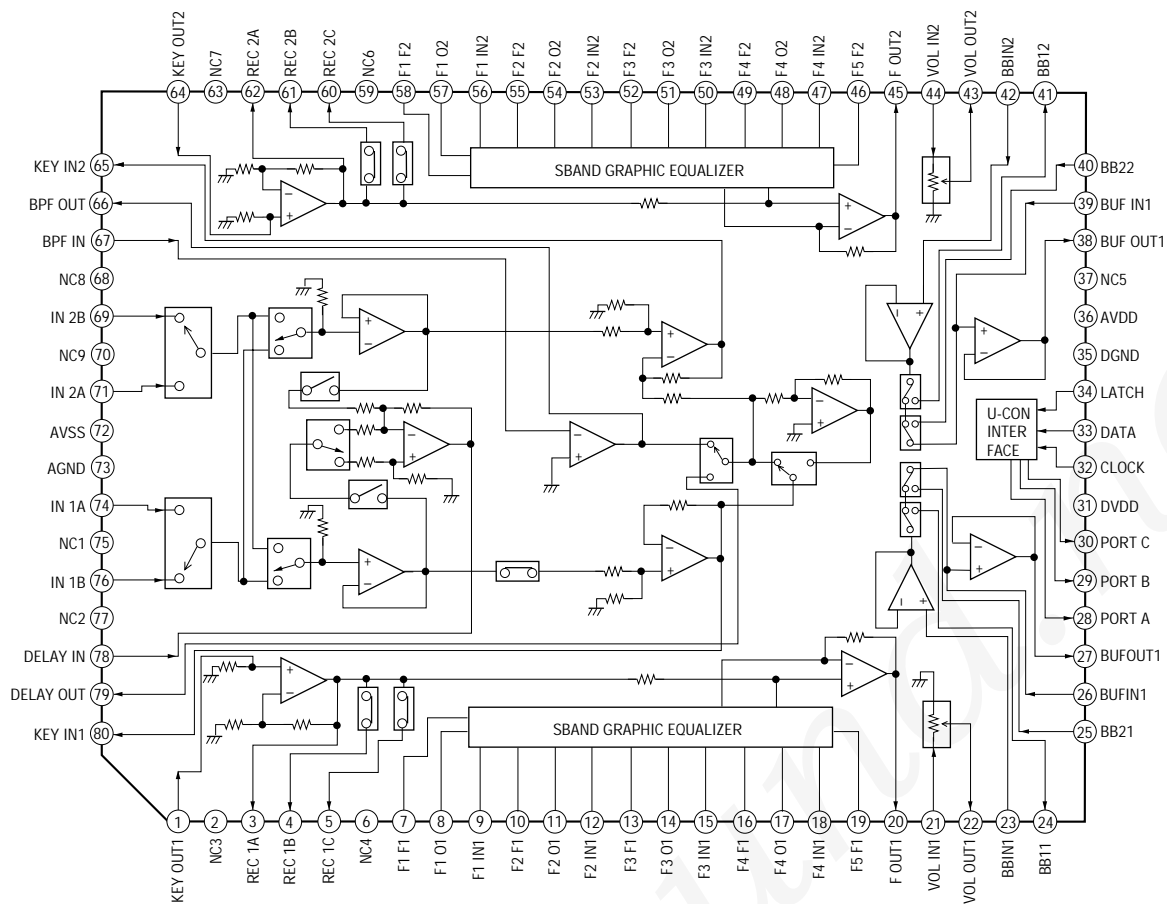 KEY OUT2
NC7
REC 2A
REC 2B
REC 2C
NC6
F1 F2
F1 O2
F1 IN2
F2 F2
F2 O2
F2 IN2
F3 F2
F3 O2
F3 IN2
F4 F2
F4 O2
F4 IN2
F5 F2
F OUT2
VOL IN2
VOL OUT2
BBIN2
BB12
64
63
62
61
60
59
58
57
56
55
54
53
52
51
50
49
48
47
46
45
44
43
42
41
KEY IN2 65
BPF OUT 66
BPF IN 67
NC8 68
IN 2B 69
NC9 70
IN 2A 71
AVSS 72
AGND 73
IN 1A 74
NC1 75
IN 1B 76
NC2 77
DELAY IN 78
DELAY OUT 79
KEY IN1 80
SBAND GRAPHIC EQUALIZER
U-CON
INTER
FACE
SBAND GRAPHIC EQUALIZER
40 BB22
39 BUF IN1
38 BUF OUT1
37 NC5
36 AVDD
35 DGND
34 LATCH
33 DATA
32 CLOCK
31 DVDD
30 PORT C
29 PORT B
28 PORT A
27 BUFOUT1
26 BUFIN1
25 BB21
1
2
3
4
5
6
7
8
9
10
11
12
13
14
15
16
17
18
19
20
21
22
23
24
KEY OUT1
NC3
REC 1A
REC 1B
REC 1C
NC4
F1 F1
F1 O1
F1 IN1
F2 F1
F2 O1
F2 IN1
F3 F1
F3 O1
F3 IN1
F4 F1
F4 O1
F4 IN1
F5 F1
F OUT1
VOL IN1
VOL OUT1
BBIN1
BB11